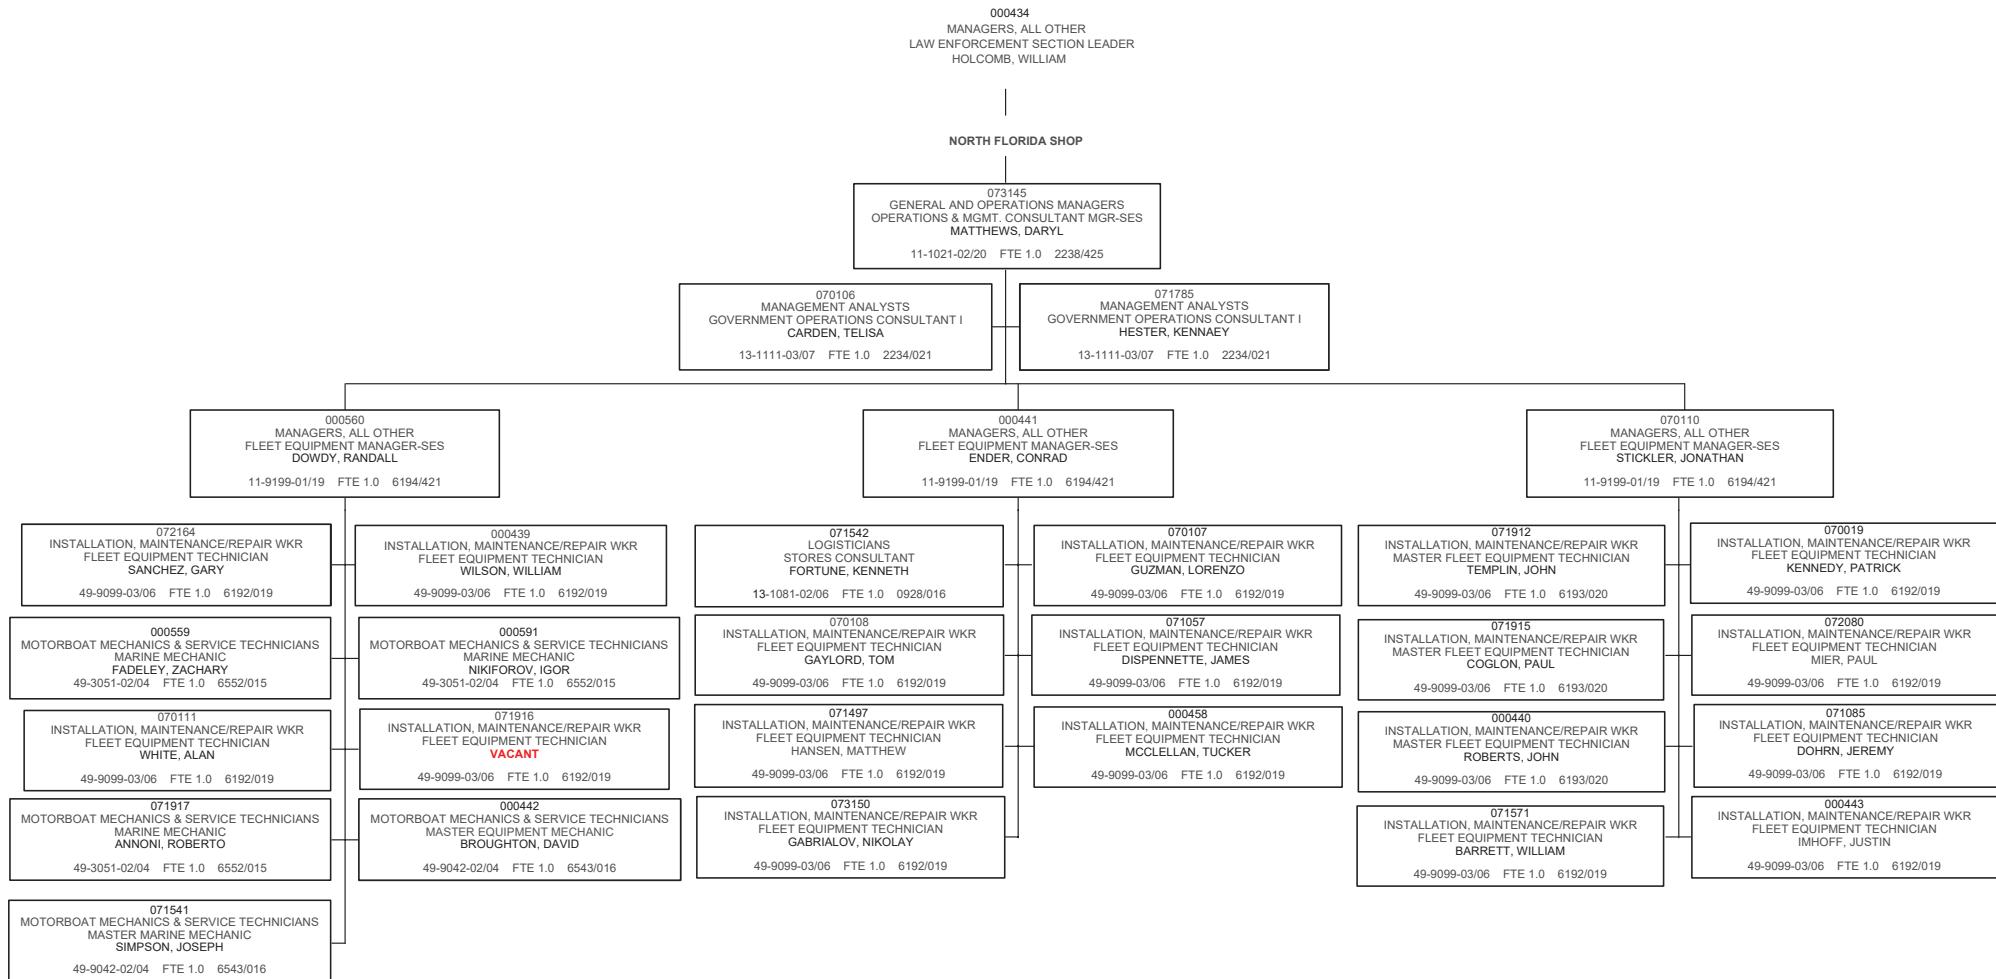 000434
MANAGERS, ALL OTHER
LAW ENFORCEMENT SECTION LEADER
HOLCOMB, WILLIAM
NORTH FLORIDA SHOP
073145
GENERAL AND OPERATIONS MANAGERS
OPERATIONS & MGMT. CONSULTANT MGR-SES
MATTHEWS, DARYL
11-1021-02/20 FTE 1.0 2238/425
070106
MANAGEMENT ANALYSTS
GOVERNMENT OPERATIONS CONSULTANT I
CARDEN, TELISA
13-1111-03/07 FTE 1.0 2234/021
071785
MANAGEMENT ANALYSTS
GOVERNMENT OPERATIONS CONSULTANT I
HESTER, KENNAEY
13-1111-03/07 FTE 1.0 2234/021
000560
MANAGERS, ALL OTHER
FLEET EQUIPMENT MANAGER-SES
DOWDY, RANDALL
11-9199-01/19 FTE 1.0 6194/421
000441
MANAGERS, ALL OTHER
FLEET EQUIPMENT MANAGER-SES
ENDER, CONRAD
11-9199-01/19 FTE 1.0 6194/421
070110
MANAGERS, ALL OTHER
FLEET EQUIPMENT MANAGER-SES
STICKLER, JONATHAN
11-9199-01/19 FTE 1.0 6194/421
072164
INSTALLATION, MAINTENANCE/REPAIR WKR
FLEET EQUIPMENT TECHNICIAN
SANCHEZ, GARY
49-9099-03/06 FTE 1.0 6192/019
000439
INSTALLATION, MAINTENANCE/REPAIR WKR
FLEET EQUIPMENT TECHNICIAN
WILSON, WILLIAM
49-9099-03/06 FTE 1.0 6192/019
000559
MOTORBOAT MECHANICS & SERVICE TECHNICIANS
MARINE MECHANIC
FADELEY, ZACHARY
49-3051-02/04 FTE 1.0 6552/015
000591
MOTORBOAT MECHANICS & SERVICE TECHNICIANS
MARINE MECHANIC
NIKIFOROV, IGOR
49-3051-02/04 FTE 1.0 6552/015
070111
INSTALLATION, MAINTENANCE/REPAIR WKR
FLEET EQUIPMENT TECHNICIAN
WHITE, ALAN
49-9099-03/06 FTE 1.0 6192/019
071916
INSTALLATION, MAINTENANCE/REPAIR WKR
FLEET EQUIPMENT TECHNICIAN
VACANT
49-9099-03/06 FTE 1.0 6192/019
071917
MOTORBOAT MECHANICS & SERVICE TECHNICIANS
MARINE MECHANIC
ANNONI, ROBERTO
49-3051-02/04 FTE 1.0 6552/015
000442
MOTORBOAT MECHANICS & SERVICE TECHNICIANS
MASTER EQUIPMENT MECHANIC
BROUGHTON, DAVID
49-9042-02/04 FTE 1.0 6543/016
071541
MOTORBOAT MECHANICS & SERVICE TECHNICIANS
MASTER MARINE MECHANIC
SIMPSON, JOSEPH
49-9042-02/04 FTE 1.0 6543/016
071542
LOGISTICIANS
STORES CONSULTANT
FORTUNE, KENNETH
13-1081-02/06 FTE 1.0 0928/016
070107
INSTALLATION, MAINTENANCE/REPAIR WKR
FLEET EQUIPMENT TECHNICIAN
GUZMAN, LORENZO
49-9099-03/06 FTE 1.0 6192/019
070108
INSTALLATION, MAINTENANCE/REPAIR WKR
FLEET EQUIPMENT TECHNICIAN
GAYLORD, TOM
49-9099-03/06 FTE 1.0 6192/019
071057
INSTALLATION, MAINTENANCE/REPAIR WKR
FLEET EQUIPMENT TECHNICIAN
DISPENNETTE, JAMES
49-9099-03/06 FTE 1.0 6192/019
071497
INSTALLATION, MAINTENANCE/REPAIR WKR
FLEET EQUIPMENT TECHNICIAN
HANSEN, MATTHEW
49-9099-03/06 FTE 1.0 6192/019
000458
INSTALLATION, MAINTENANCE/REPAIR WKR
FLEET EQUIPMENT TECHNICIAN
MCCLELLAN, TUCKER
49-9099-03/06 FTE 1.0 6192/019
073150
INSTALLATION, MAINTENANCE/REPAIR WKR
FLEET EQUIPMENT TECHNICIAN
GABRIALOV, NIKOLAY
49-9099-03/06 FTE 1.0 6192/019
071912
INSTALLATION, MAINTENANCE/REPAIR WKR
MASTER FLEET EQUIPMENT TECHNICIAN
TEMPLIN, JOHN
49-9099-03/06 FTE 1.0 6193/020
070019
INSTALLATION, MAINTENANCE/REPAIR WKR
FLEET EQUIPMENT TECHNICIAN
KENNEDY, PATRICK
49-9099-03/06 FTE 1.0 6192/019
071915
INSTALLATION, MAINTENANCE/REPAIR WKR
MASTER FLEET EQUIPMENT TECHNICIAN
COGLON, PAUL
49-9099-03/06 FTE 1.0 6193/020
072080
INSTALLATION, MAINTENANCE/REPAIR WKR
FLEET EQUIPMENT TECHNICIAN
MIER, PAUL
49-9099-03/06 FTE 1.0 6192/019
000440
INSTALLATION, MAINTENANCE/REPAIR WKR
MASTER FLEET EQUIPMENT TECHNICIAN
ROBERTS, JOHN
49-9099-03/06 FTE 1.0 6193/020
071085
INSTALLATION, MAINTENANCE/REPAIR WKR
FLEET EQUIPMENT TECHNICIAN
DOHRN, JEREMY
49-9099-03/06 FTE 1.0 6192/019
071571
INSTALLATION, MAINTENANCE/REPAIR WKR
FLEET EQUIPMENT TECHNICIAN
BARRETT, WILLIAM
49-9099-03/06 FTE 1.0 6192/019
000443
INSTALLATION, MAINTENANCE/REPAIR WKR
FLEET EQUIPMENT TECHNICIAN
IMHOFF, JUSTIN
49-9099-03/06 FTE 1.0 6192/019